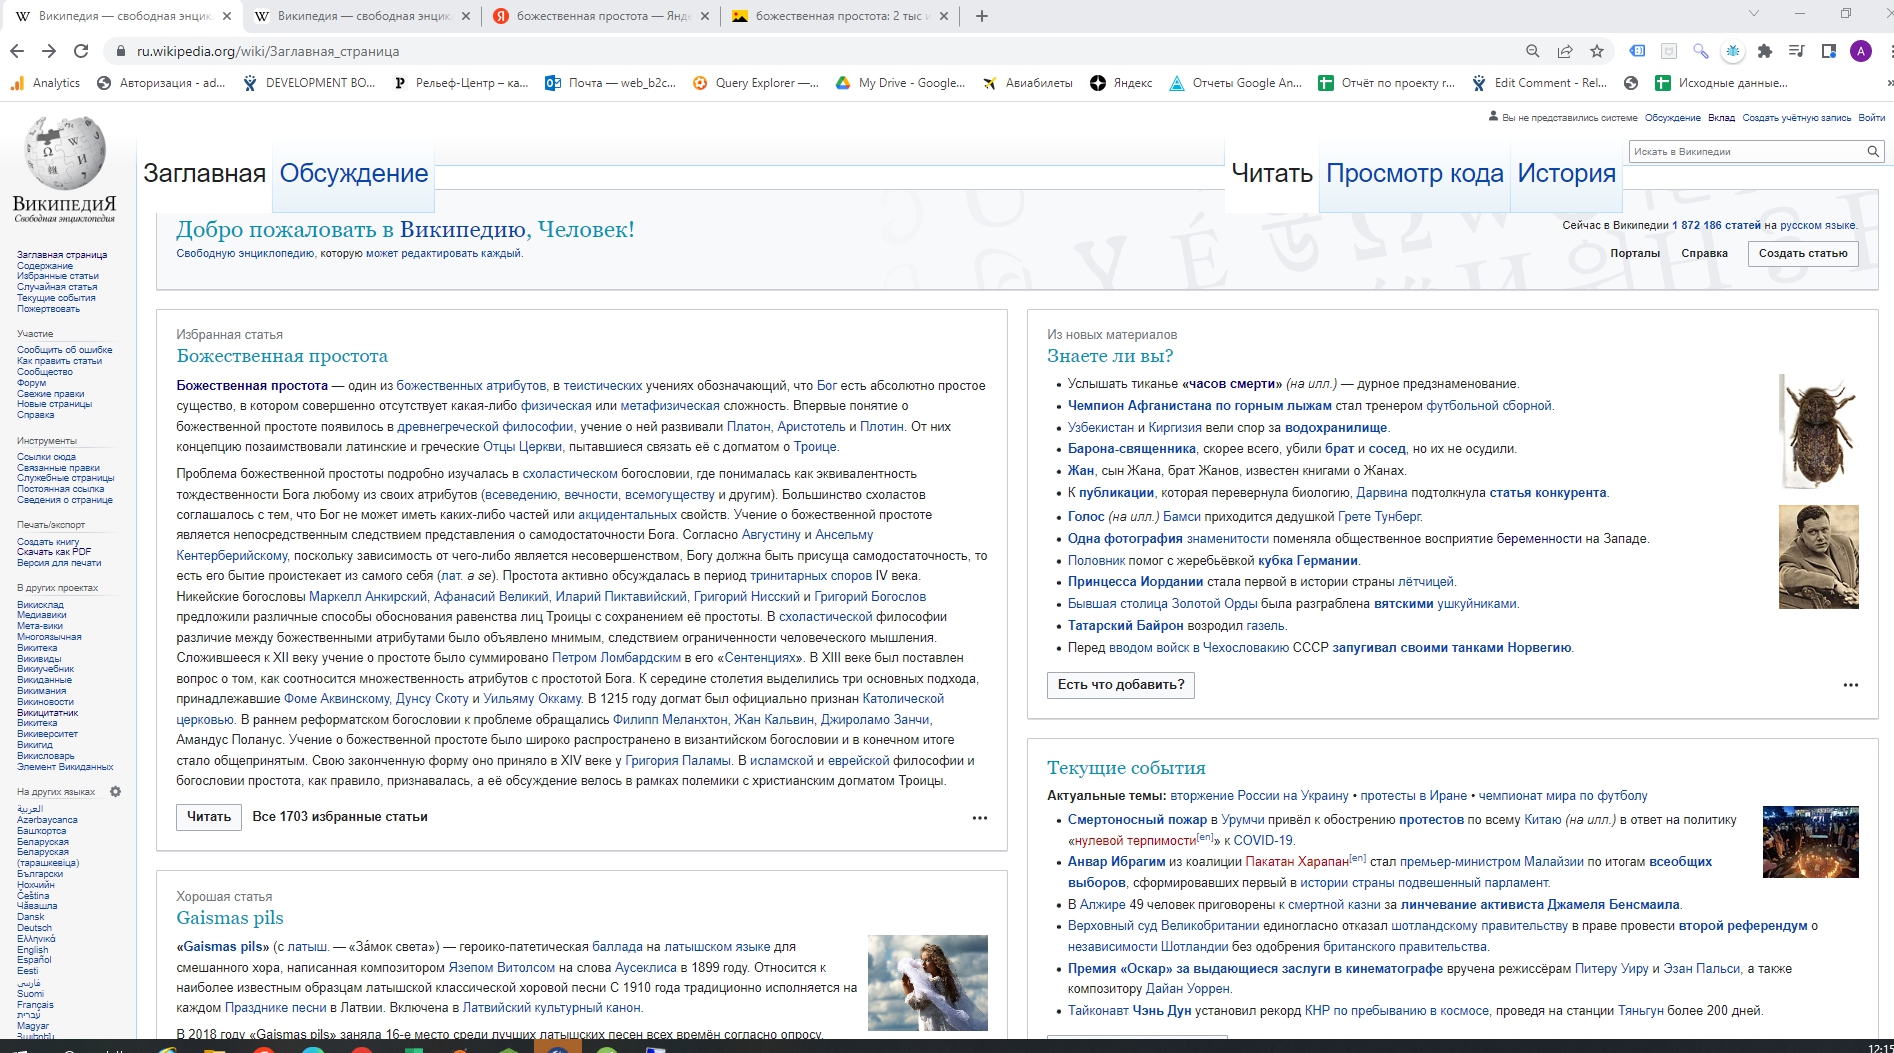 Википедия — свободная энцик
Википедия — свободная энцик
божественная простота — Янд
божественная простота: 2 тыс и
ru.wikipedia.org/wiki/Заглавная_страница
A
Analytics
Авторизация - ad...
DEVELOPMENT BO...
Рельеф-Центр – ка...
Почта — web_b2c...
Query Explorer —...
My Drive - Google...
Авиабилеты
Яндекс
Отчеты Google An...
Отчёт по проекту r...
Edit Comment - Rel...
Исходные данные...
Вы не представились системе Обсуждение Вклад Создать учётную запись Войти
ВИКИПЕДИЯ
Свободная энциклопедия
Заглавная Обсуждение
Читать Просмотр кода История
Искать в Википедии
Добро пожаловать в Википедию, Человек!
Свободную энциклопедию, которую может редактировать каждый.
Сейчас в Википедии 1 872 186 статей на русском языке.
Порталы Справка Создать статью
Заглавная страница
Содержание
Избранные статьи
Случайная статья
Текущие события
Пожертвовать
Участие
Сообщить об ошибке
Как править статьи
Сообщество
Форум
Свежие правки
Новые страницы
Справка
Инструменты
Ссылки сюда
Связанные правки
Служебные страницы
Постоянная ссылка
Сведения о странице
Печать/экспорт
Создать книгу
Скачать как PDF
Версия для печати
В других проектах
Викисклад
Медиавики
Мета-вики
Многоязычная
Викитека
Викивиды
Викиучебник
Викиданные
Викимания
Викиновости
Викицитатник
Викитека
Викиверситет
Викигид
Викисловарь
Элемент Викиданных
На других языках
العربية
Azərbaycanca
Башҡортса
Беларуская
Беларуская
(тарашкевіца)
Български
Нохчийн
Čeština
Чӑвашла
Dansk
Deutsch
Ελληνικά
English
Español
Eesti
فارسی
Suomi
Français
עברית
Magyar
Избранная статья
Божественная простота
Божественная простота — один из божественных атрибутов, в теистических учениях обозначающий, что Бог есть абсолютно простое
существо, в котором совершенно отсутствует какая-либо физическая или метафизическая сложность. Впервые понятие о
божественной простоте появилось в древнегреческой философии, учение о ней развивали Платон, Аристотель и Плотин. От них
концепцию позаимствовали латинские и греческие Отцы Церкви, пытавшиеся связать её с догматом о Троице.
Проблема божественной простоты подробно изучалась в схоластическом богословии, где понималась как эквивалентность
тождественности Бога любому из своих атрибутов (всеведению, вечности, всемогуществу и другим). Большинство схоластов
соглашалось с тем, что Бог не может иметь каких-либо частей или акцидентальных свойств. Учение о божественной простоте
является непосредственным следствием представления о самодостаточности Бога. Согласно Августину и Ансельму
Кентерберийскому, поскольку зависимость от чего-либо является несовершенством, Богу должна быть присуща самодостаточность, то
есть его бытие проистекает из самого себя (лат. a se). Простота активно обсуждалась в период тринитарных споров IV века.
Никейские богословы Маркелл Анкирский, Афанасий Великий, Иларий Пиктавийский, Григорий Нисский и Григорий Богослов
предложили различные способы обоснования равенства лиц Троицы с сохранением её простоты. В схоластической философии
различие между божественными атрибутами было объявлено мнимым, следствием ограниченности человеческого мышления.
Сложившееся к XII веку учение о простоте было суммировано Петром Ломбардским в его «Сентенциях». В XIII веке был поставлен
вопрос о том, как соотносится множественность атрибутов с простотой Бога. К середине столетия выделились три основных подхода,
принадлежавшие Фоме Аквинскому, Дунсу Скоту и Уильяму Оккаму. В 1215 году догмат был официально признан Католической
церковью. В раннем реформатском богословии к проблеме обращались Филипп Меланхтон, Жан Кальвин, Джироламо Занчи,
Амандус Поланус. Учение о божественной простоте было широко распространено в византийском богословии и в конечном итоге
стало общепринятым. Свою законченную форму оно приняло в XIV веке у Григория Паламы. В исламской и еврейской философии и
богословии простота, как правило, признавалась, а её обсуждение велось в рамках полемики с христианским догматом Троицы.
Читать Все 1703 избранные статьи
Хорошая статья
Gaismas pils
«Gaismas pils» (с латыш. — «За́мок света») — героико-патетическая баллада на латышском языке для
смешанного хора, написанная композитором Язепом Витолсом на слова Аусеклиса в 1899 году. Относится к
наиболее известным образцам латышской классической хоровой песни С 1910 года традиционно исполняется на
каждом Празднике песни в Латвии. Включена в Латвийский культурный канон.
В 2018 году «Gaismas pils» заняла 16-е место среди лучших латышских песен всех времён согласно опросу,
Из новых материалов
Знаете ли вы?
Услышать тиканье «часов смерти» (на илл.) — дурное предзнаменование.
Чемпион Афганистана по горным лыжам стал тренером футбольной сборной.
Узбекистан и Киргизия вели спор за водохранилище.
Барона-священника, скорее всего, убили брат и сосед, но их не осудили.
Жан, сын Жана, брат Жанов, известен книгами о Жанах.
К публикации, которая перевернула биологию, Дарвина подтолкнула статья конкурента.
Голос (на илл.) Бамси приходится дедушкой Грете Тунберг.
Одна фотография знаменитости поменяла общественное восприятие беременности на Западе.
Половник помог с жеребьёвкой кубка Германии.
Принцесса Иордании стала первой в истории страны лётчицей.
Бывшая столица Золотой Орды была разграблена вятскими ушкуйниками.
Татарский Байрон возродил газель.
Перед вводом войск в Чехословакию СССР запугивал своими танками Норвегию.
Есть что добавить?
Текущие события
Актуальные темы: вторжение России на Украину • протесты в Иране • чемпионат мира по футболу
Смертоносный пожар в Урумчи привёл к обострению протестов по всему Китаю (на илл.) в ответ на политику
«нулевой терпимости[en]» к COVID-19.
Анвар Ибрагим из коалиции Пакатан Харапан[en] стал премьер-министром Малайзии по итогам всеобщих
выборов, сформировавших первый в истории страны подвешенный парламент.
В Алжире 49 человек приговорены к смертной казни за линчевание активиста Джамеля Бенсмаила.
Верховный суд Великобритании единогласно отказал шотландскому правительству в праве провести второй референдум о
независимости Шотландии без одобрения британского правительства.
Премия «Оскар» за выдающиеся заслуги в кинематографе вручена режиссёрам Питеру Уиру и Эзан Пальси, а также
композитору Дайан Уоррен.
Тайконавт Чэнь Дун установил рекорд КНР по пребыванию в космосе, проведя на станции Тяньгун более 200 дней.
12:15